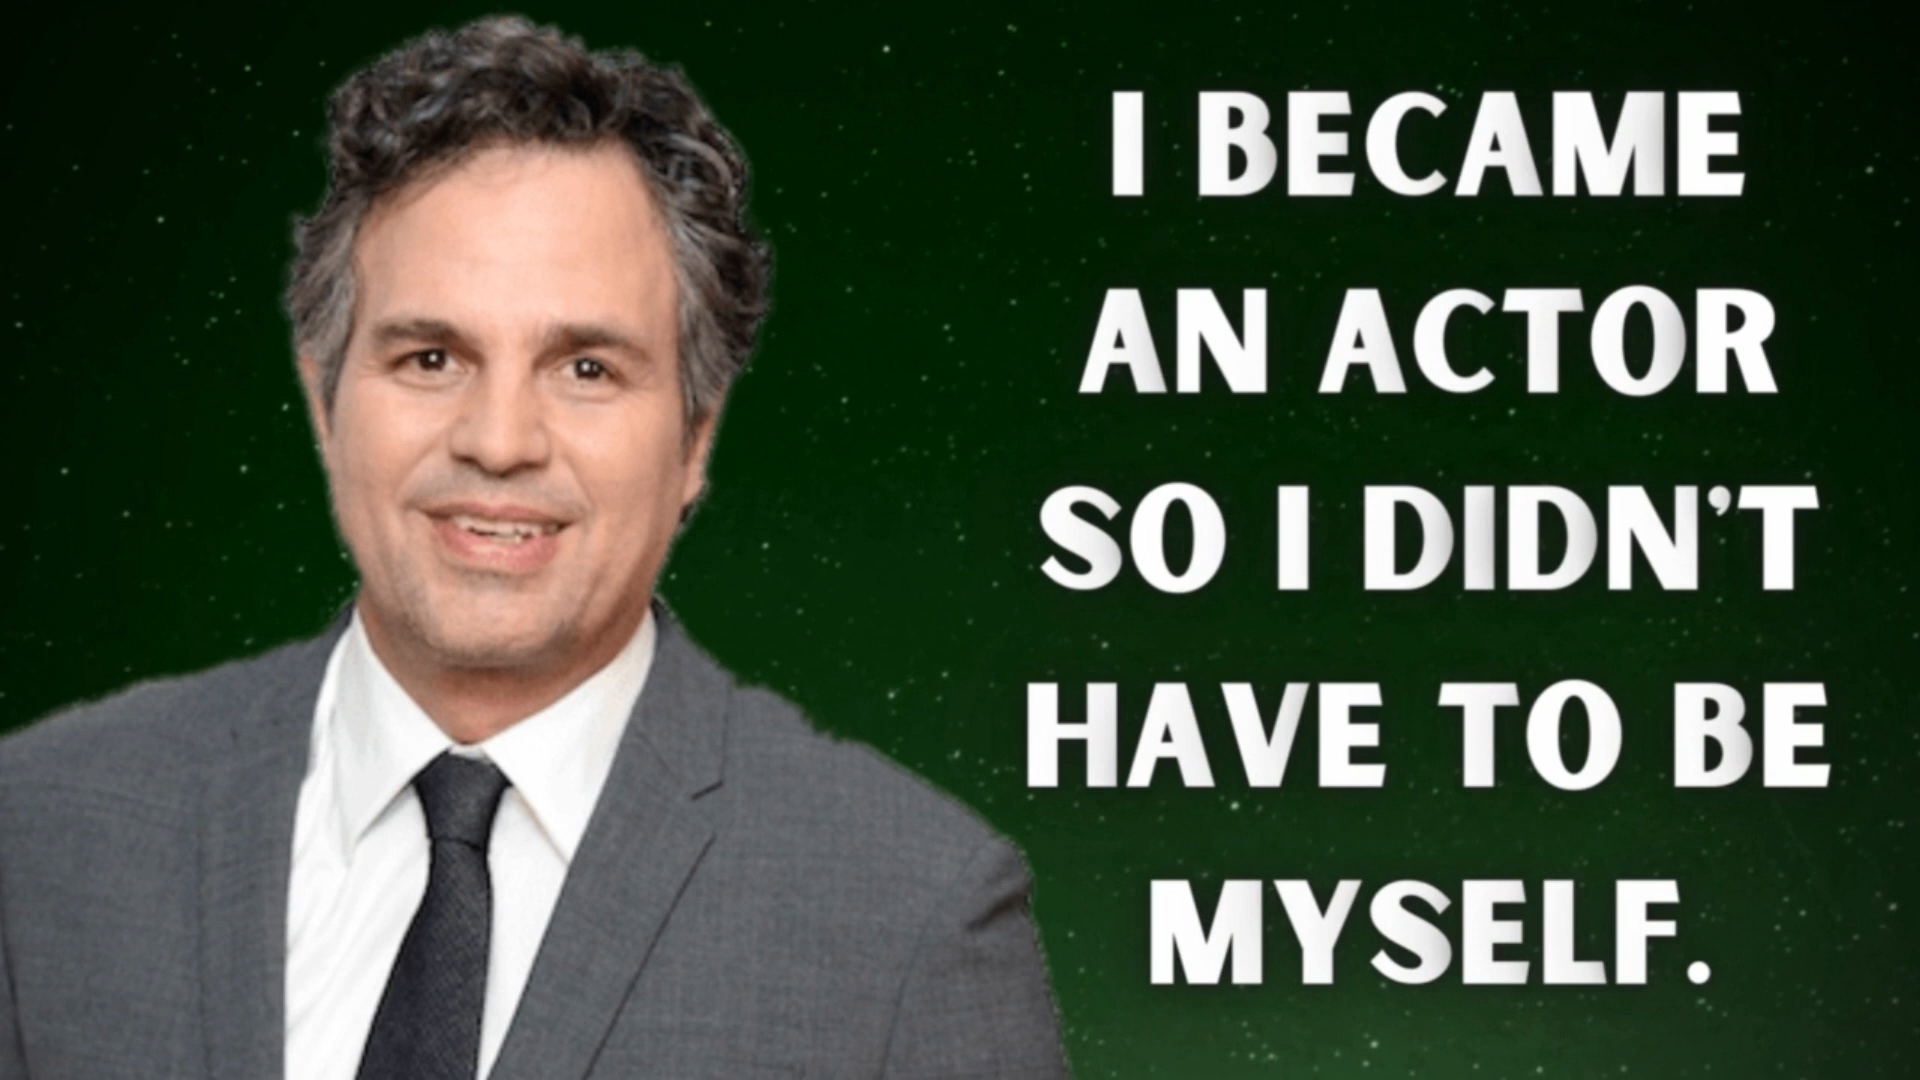 I BECAME
AN ACTOR
SO I DIDN'T
HAVE TO BE
MYSELF.